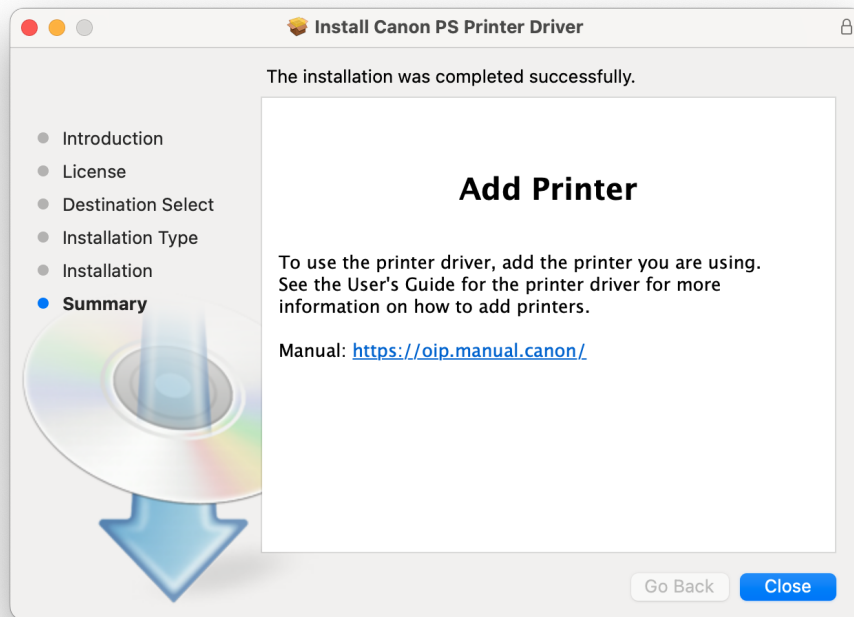 Install Canon PS Printer Driver
The installation was completed successfully.
Introduction
License
Destination Select
Installation Type
Installation
Summary
Add Printer
To use the printer driver, add the printer you are using.
See the User's Guide for the printer driver for more
information on how to add printers.
Manual: https://oip.manual.canon/
Go Back
Close